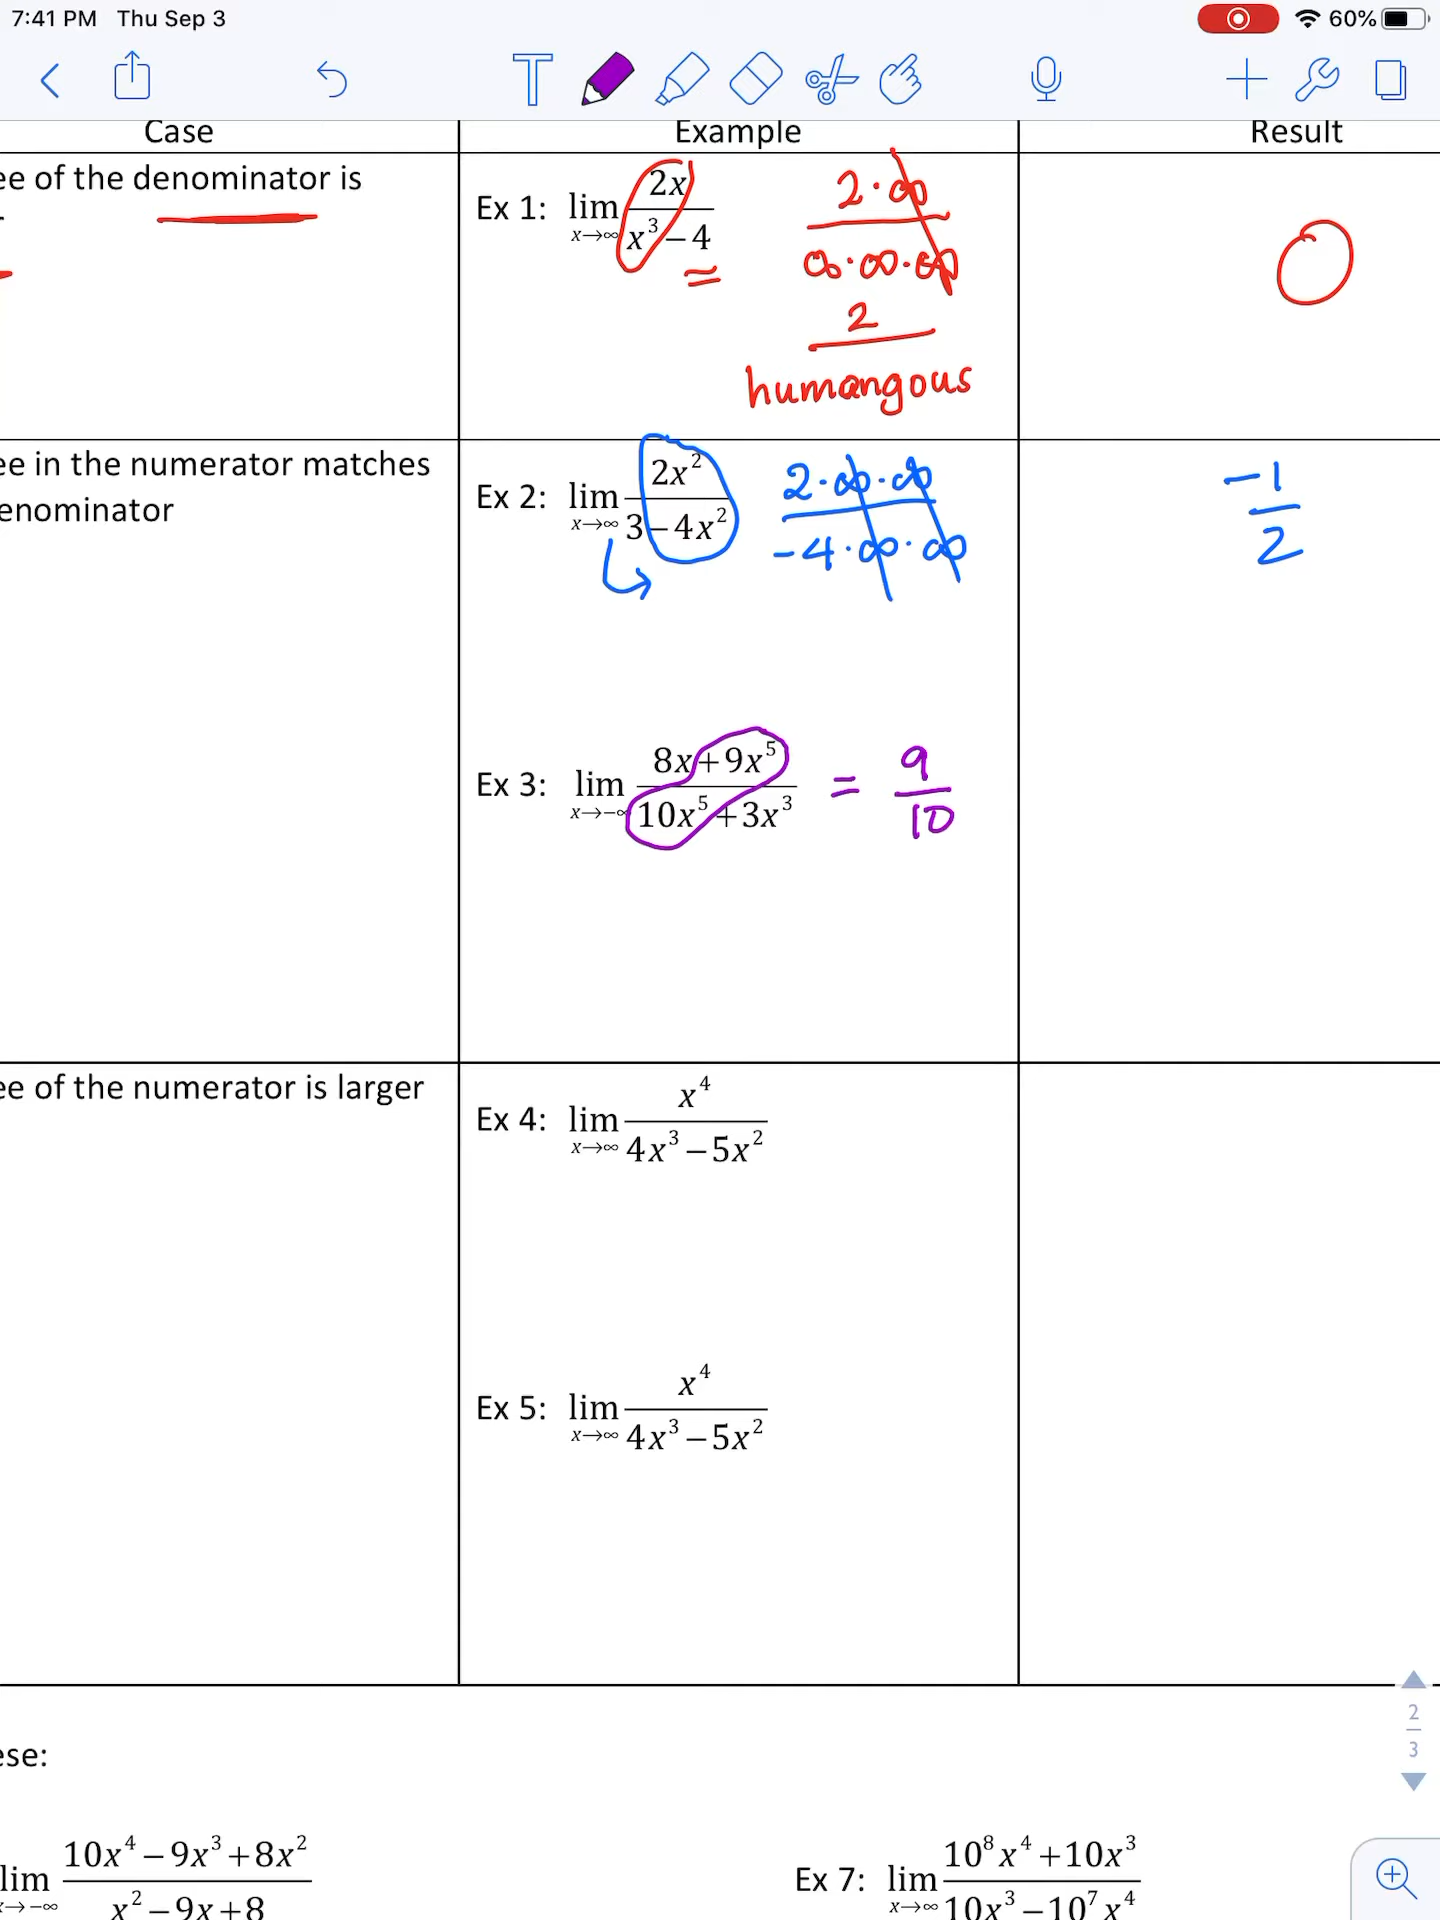 7:41 PM Thu Sep 3 60%
Case Example Result
ee of the denominator is
Ex 1: lim x→∞ 2x / x³ − 4 =
2·∞ / ∞·∞·∞
2 / humangous
0
ee in the numerator matches
enominator
Ex 2: lim x→∞ 2x² / 3 − 4x²
2·∞·∞ / −4·∞·∞
−1 / 2
Ex 3: lim x→−∞ 8x + 9x⁵ / 10x⁵ + 3x³ = 9 / 10
ee of the numerator is larger
Ex 4: lim x→∞ x⁴ / 4x³ − 5x²
Ex 5: lim x→∞ x⁴ / 4x³ − 5x²
2
3
ese:
lim x→−∞ 10x⁴ − 9x³ + 8x² / x² − 9x + 8
Ex 7: lim x→∞ 10⁸x⁴ + 10x³ / 10x³ − 10⁷x⁴